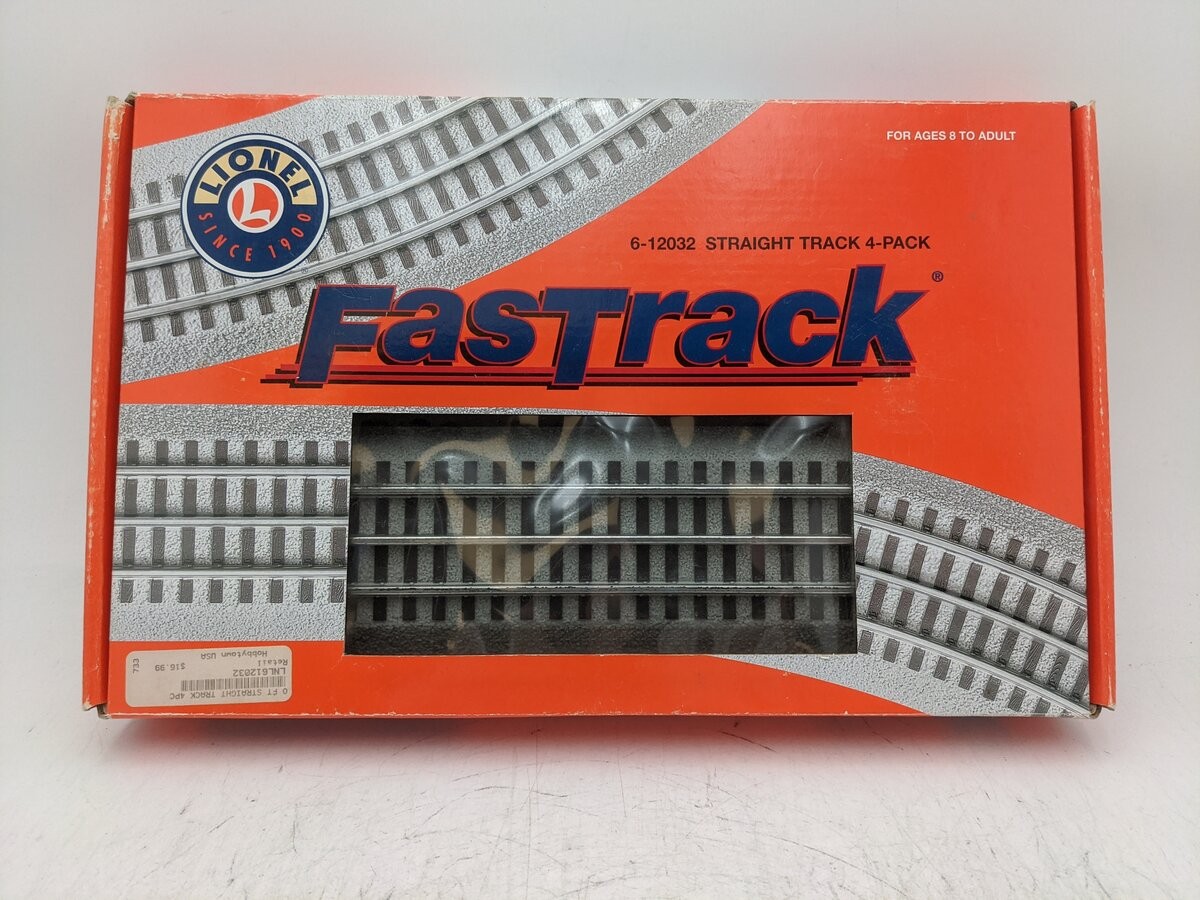 LIONEL
L
SINCE 1900
FOR AGES 8 TO ADULT
6-12032 STRAIGHT TRACK 4-PACK
FasTrack®
O FT STRAIGHT TRACK 4PC
LNL612032
Retail $16.99
Hobbytown USA 733